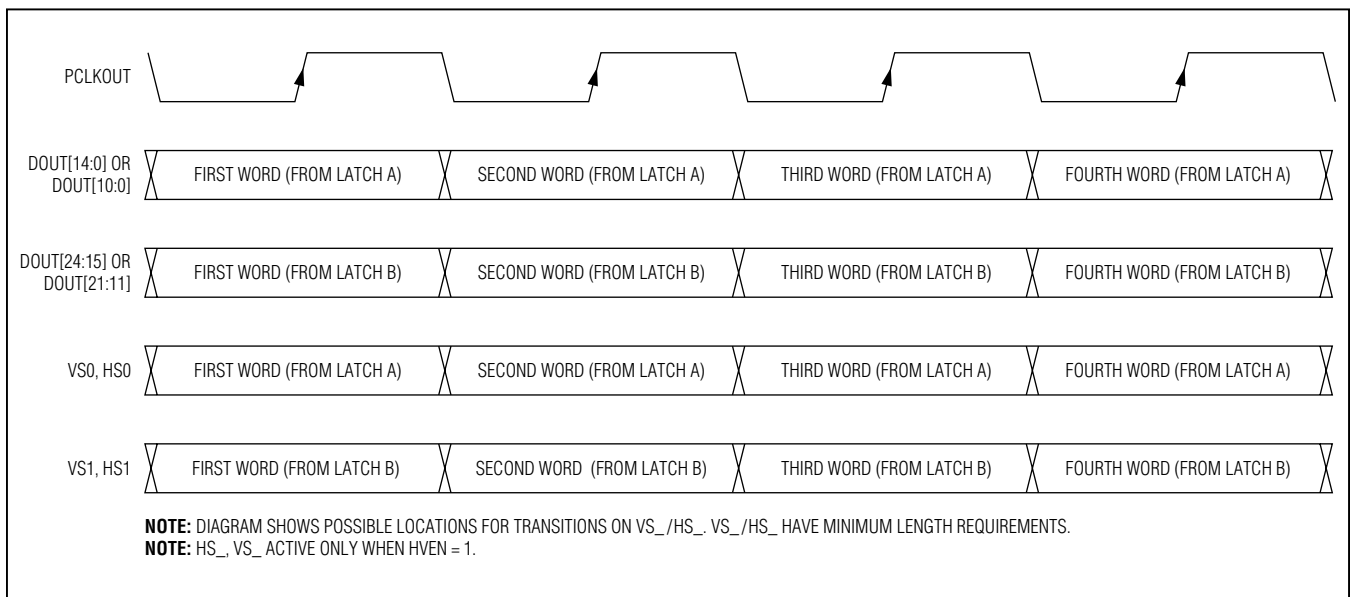 PCLKOUT
DOUT[14:0] OR
DOUT[10:0]
FIRST WORD (FROM LATCH A) SECOND WORD (FROM LATCH A) THIRD WORD (FROM LATCH A) FOURTH WORD (FROM LATCH A)
DOUT[24:15] OR
DOUT[21:11]
FIRST WORD (FROM LATCH B) SECOND WORD (FROM LATCH B) THIRD WORD (FROM LATCH B) FOURTH WORD (FROM LATCH B)
VS0, HS0 FIRST WORD (FROM LATCH A) SECOND WORD (FROM LATCH A) THIRD WORD (FROM LATCH A) FOURTH WORD (FROM LATCH A)
VS1, HS1 FIRST WORD (FROM LATCH B) SECOND WORD (FROM LATCH B) THIRD WORD (FROM LATCH B) FOURTH WORD (FROM LATCH B)
NOTE: DIAGRAM SHOWS POSSIBLE LOCATIONS FOR TRANSITIONS ON VS_/HS_. VS_/HS_ HAVE MINIMUM LENGTH REQUIREMENTS.
NOTE: HS_, VS_ ACTIVE ONLY WHEN HVEN = 1.